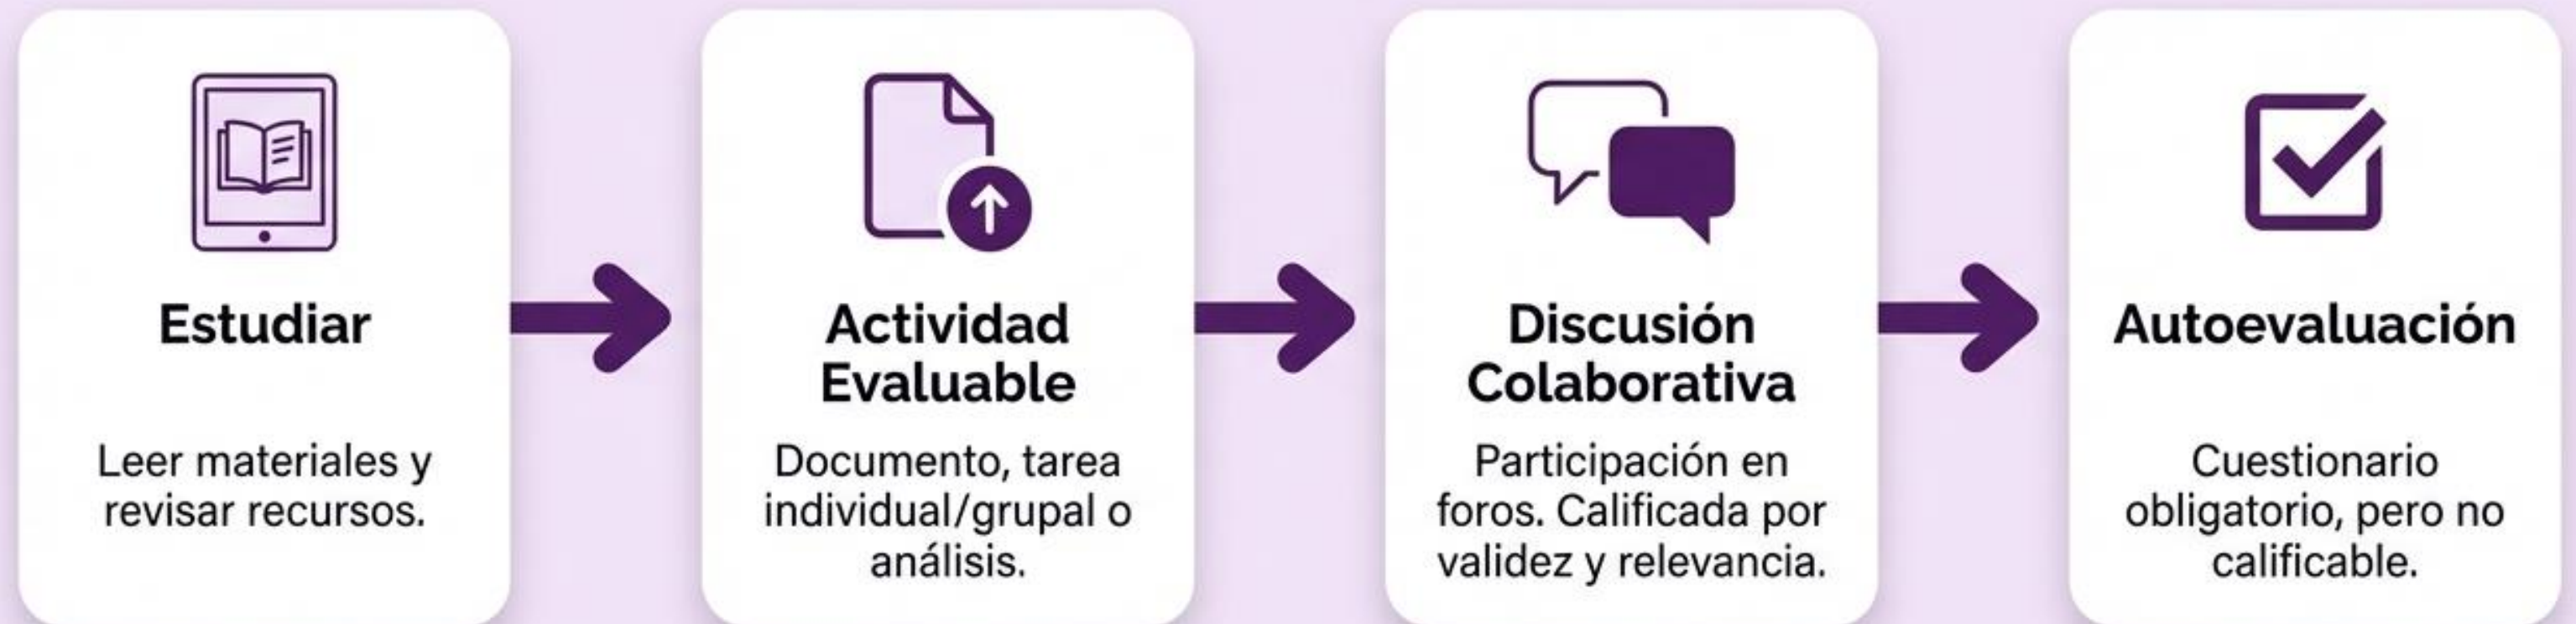 Estudiar
Leer materiales y
revisar recursos.
Actividad
Evaluable
Documento, tarea
individual/grupal o
análisis.
Discusión
Colaborativa
Participación en
foros. Calificada por
validez y relevancia.
Autoevaluación
Cuestionario
obligatorio, pero no
calificable.